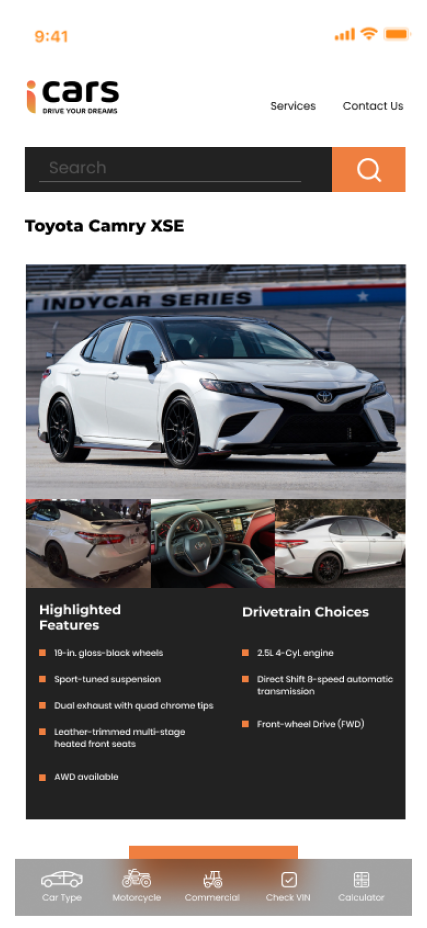 9:41
cars
DRIVE YOUR DREAMS
Services
Contact Us
Search
Toyota Camry XSE
INDYCAR SERIES
Highlighted
Features
19-in. gloss-black wheels
Sport-tuned suspension
Dual exhaust with quad chrome tips
Leather-trimmed multi-stage
heated front seats
AWD available
Drivetrain Choices
2.5L 4-Cyl. engine
Direct Shift 8-speed automatic
transmission
Front-wheel Drive (FWD)
Car Type
Motorcycle
Commercial
Check VIN
Calculator